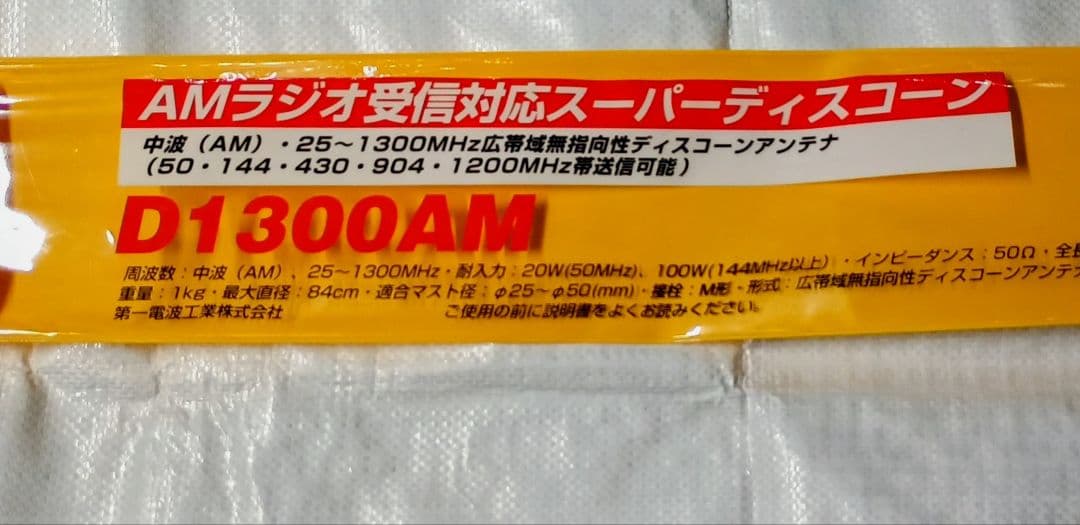 AMラジオ受信対応スーパーディスコーン
中波（AM）・25～1300MHz広帯域無指向性ディスコーンアンテナ
（50・144・430・904・1200MHz帯送信可能）
D1300AM
周波数：中波（AM）、25～1300MHz・耐入力：20W(50MHz)、100W(144MHz以上)・インピーダンス：50Ω・全長
重量：1kg・最大直径：84cm・適合マスト径：φ25～φ50(mm)・接栓：M形・形式：広帯域無指向性ディスコーンアンテナ
第一電波工業株式会社　ご使用の前に説明書をよくお読みください。